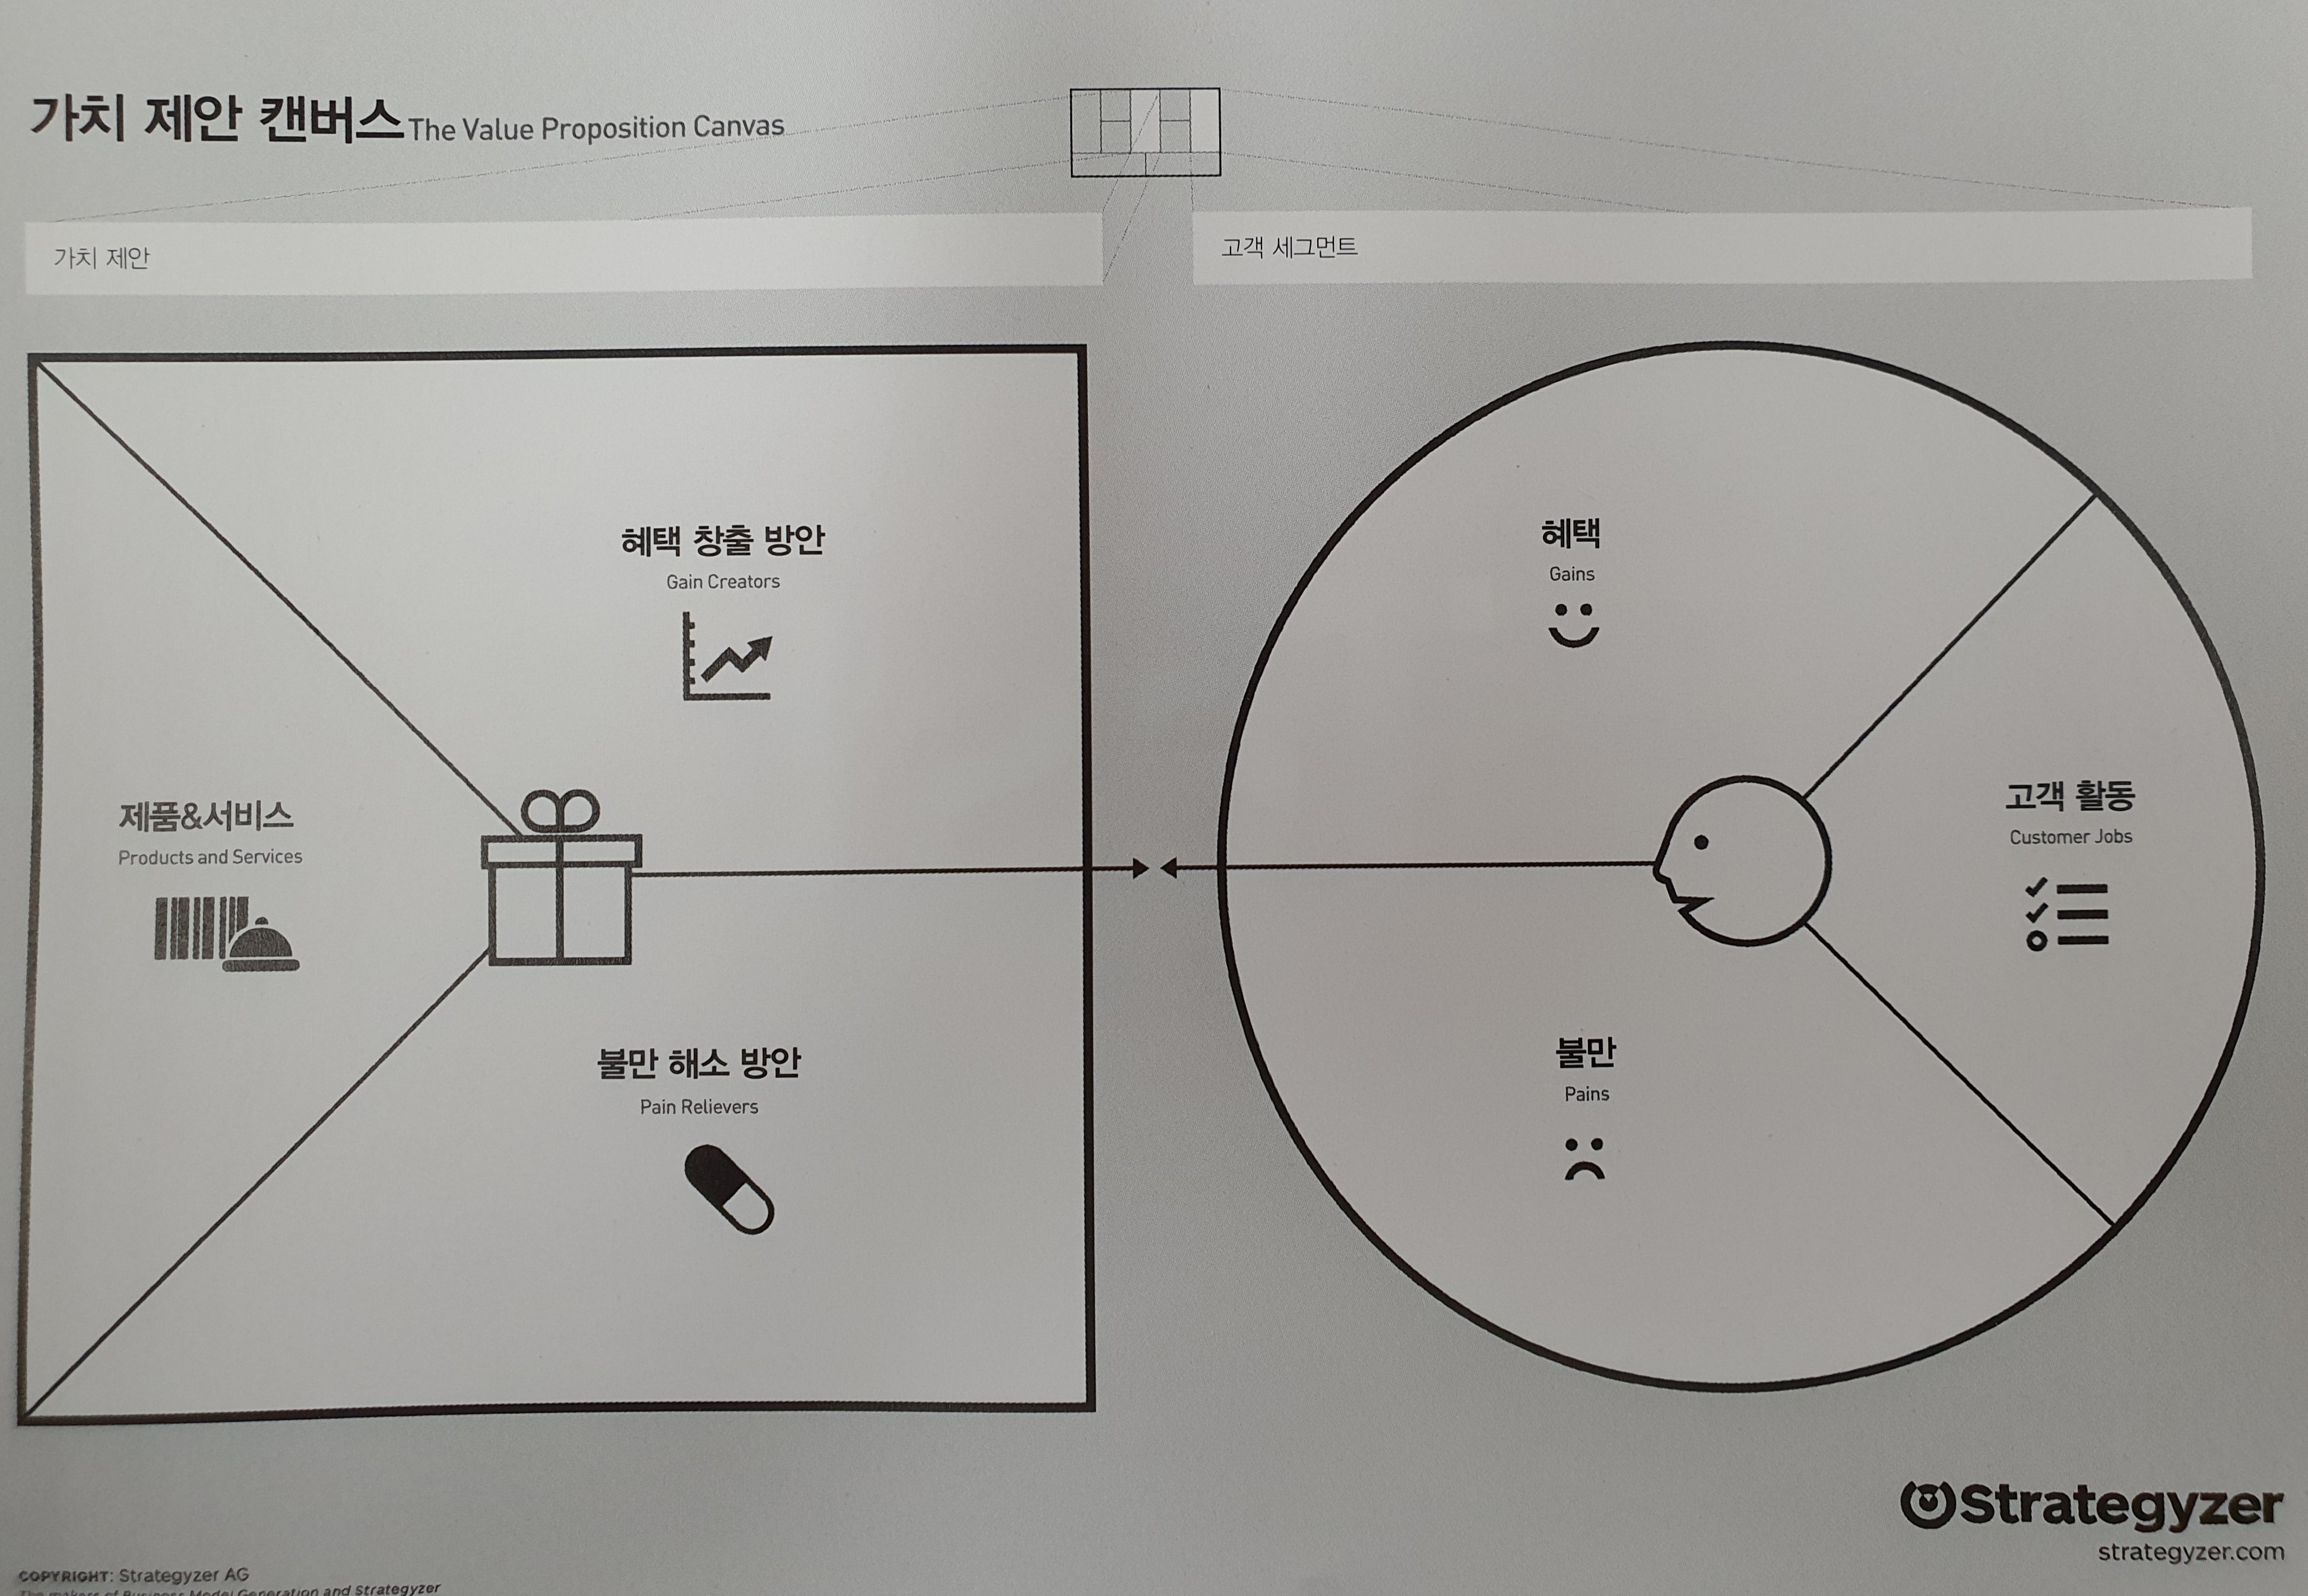 가치 제안 캔버스 The Value Proposition Canvas
가치 제안
고객 세그먼트
혜택 창출 방안
Gain Creators
제품&서비스
Products and Services
불만 해소 방안
Pain Relievers
혜택
Gains
고객 활동
Customer Jobs
불만
Pains
Strategyzer
strategyzer.com
COPYRIGHT: Strategyzer AG
The makers of Business Model Generation and Strategyzer